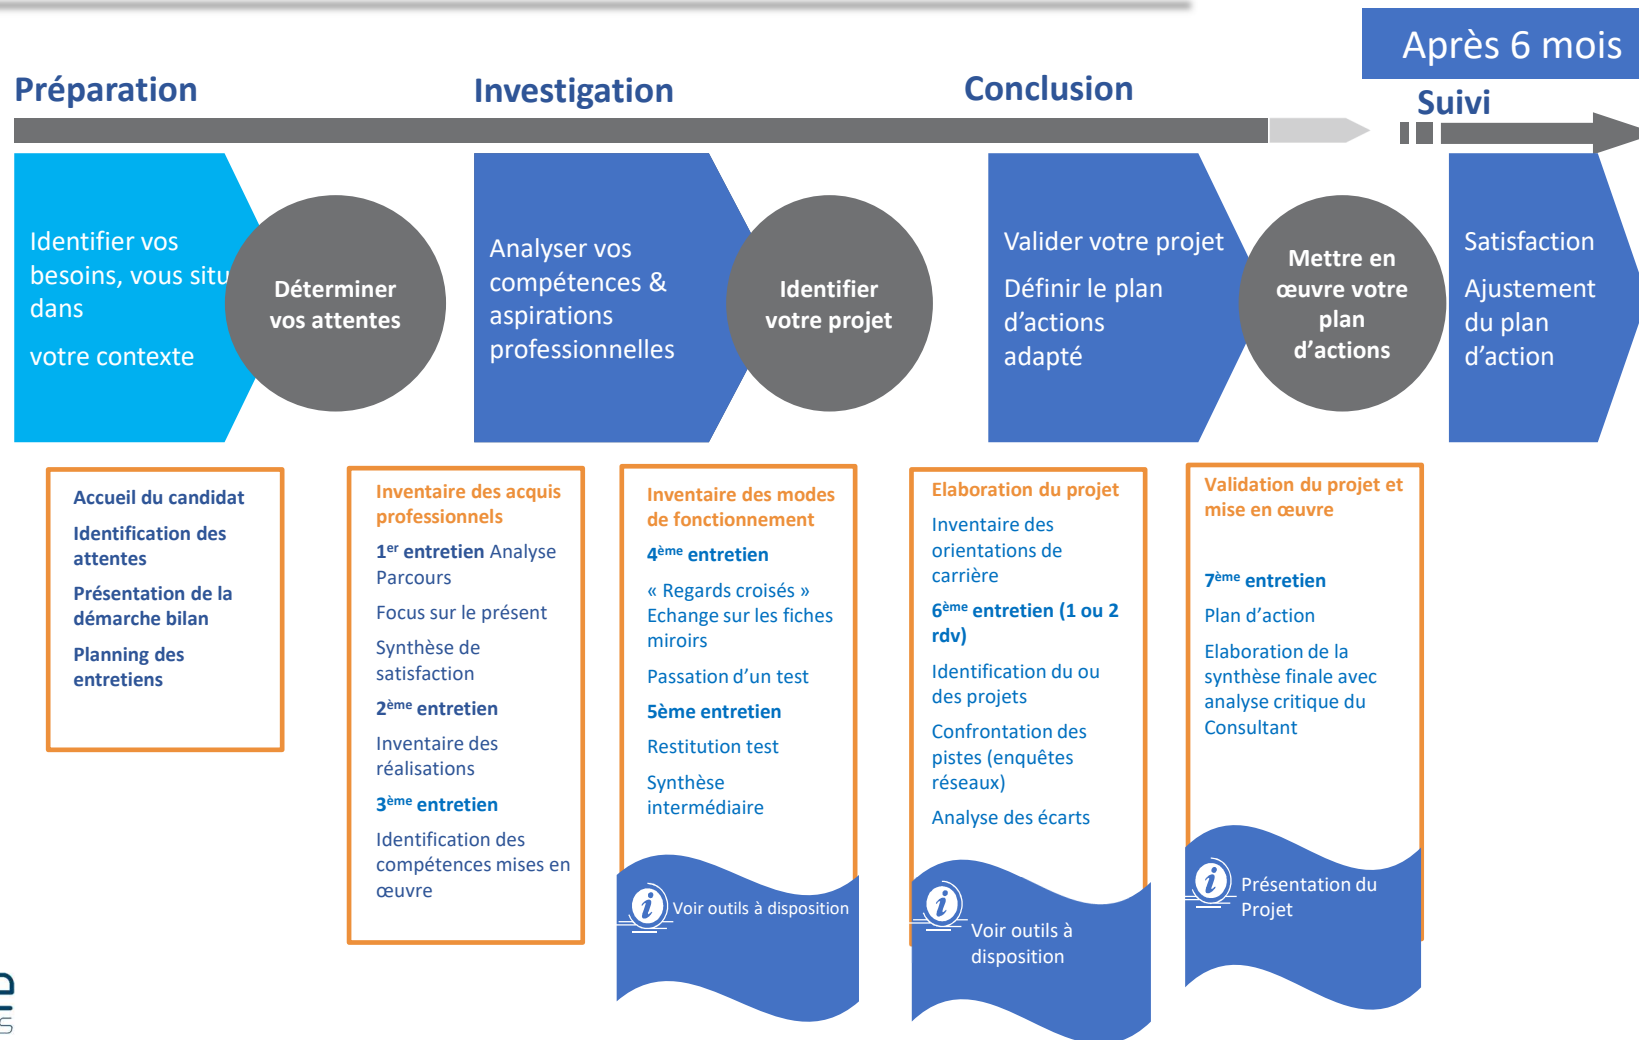 Après 6 mois
Préparation
Investigation
Conclusion
Suivi
Identifier vos
besoins, vous situ
dans
votre contexte
Déterminer
vos attentes
Analyser vos
compétences &
aspirations
professionnelles
Identifier
votre projet
Valider votre projet
Définir le plan
d’actions
adapté
Mettre en
œuvre votre
plan
d’actions
Satisfaction
Ajustement
du plan
d’action
Accueil du candidat
Identification des
attentes
Présentation de la
démarche bilan
Planning des
entretiens
Inventaire des acquis
professionnels
1er entretien Analyse
Parcours
Focus sur le présent
Synthèse de
satisfaction
2ème entretien
Inventaire des
réalisations
3ème entretien
Identification des
compétences mises en
œuvre
Inventaire des modes
de fonctionnement
4ème entretien
« Regards croisés »
Echange sur les fiches
miroirs
Passation d’un test
5ème entretien
Restitution test
Synthèse
intermédiaire
Voir outils à disposition
Elaboration du projet
Inventaire des
orientations de
carrière
6ème entretien (1 ou 2
rdv)
Identification du ou
des projets
Confrontation des
pistes (enquêtes
réseaux)
Analyse des écarts
Voir outils à
disposition
Validation du projet et
mise en œuvre
7ème entretien
Plan d’action
Elaboration de la
synthèse finale avec
analyse critique du
Consultant
Présentation du
Projet